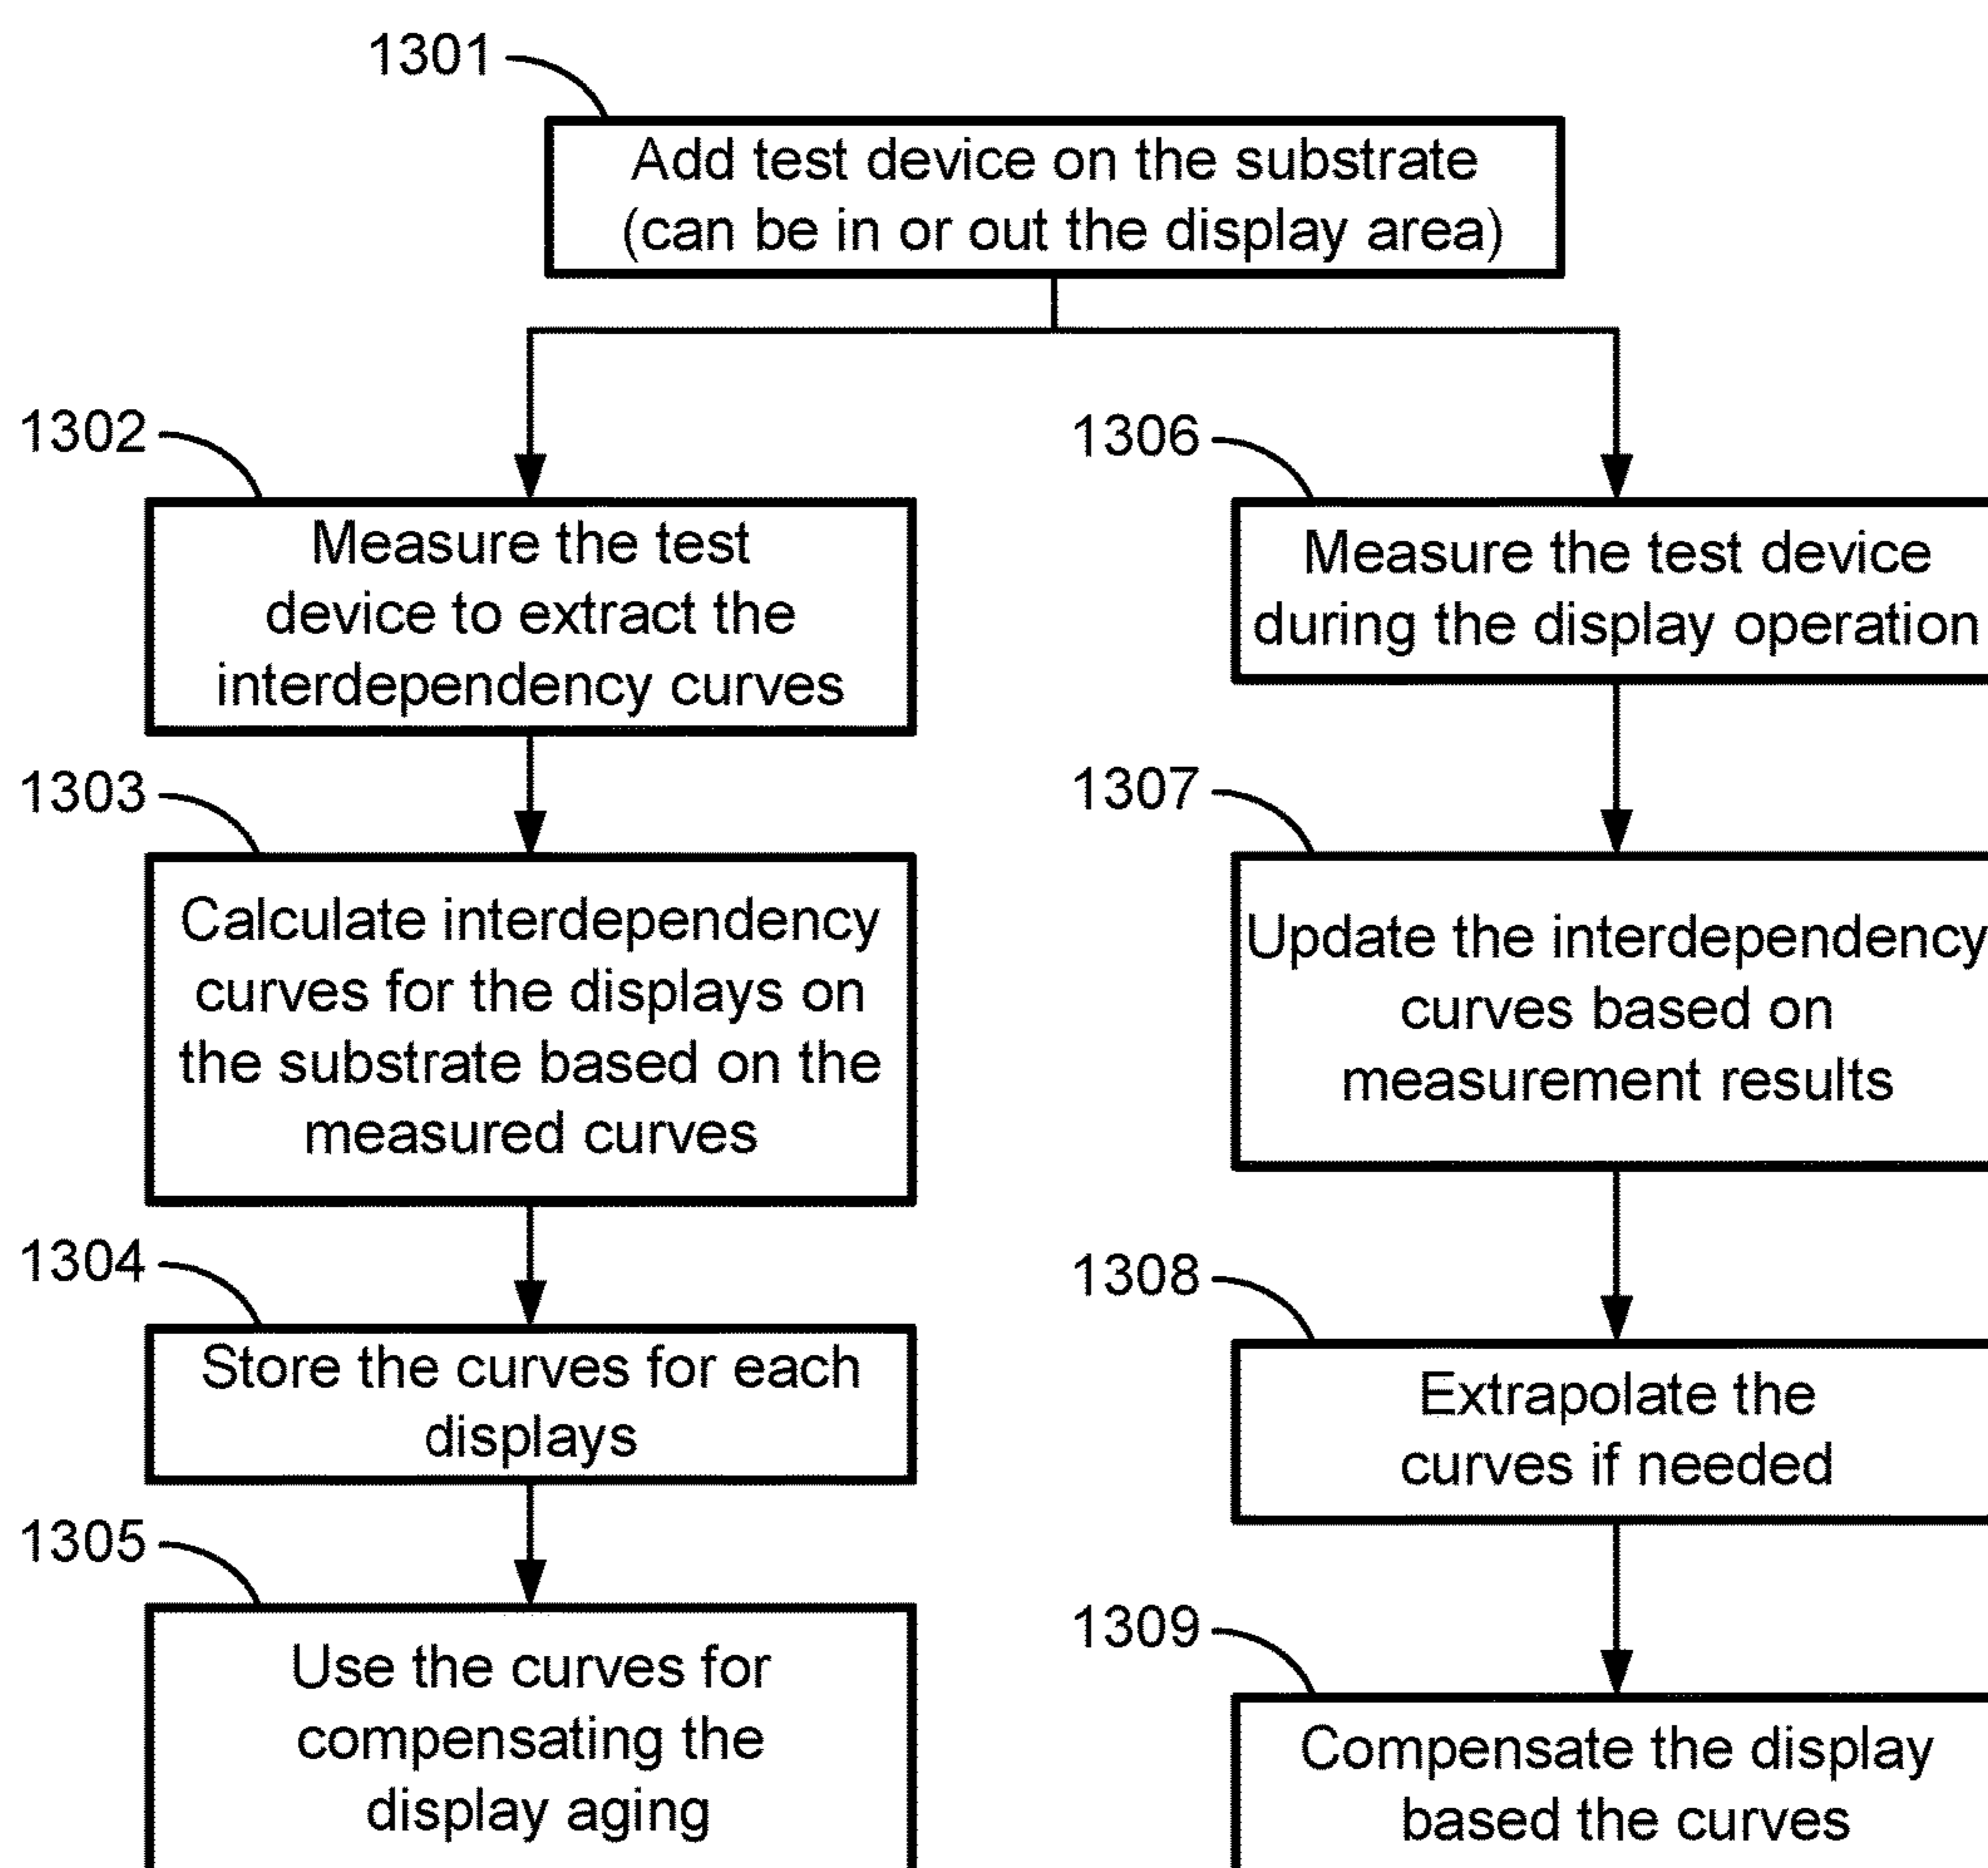 1301
Add test device on the substrate
(can be in or out the display area)
1302
Measure the test
device to extract the
interdependency curves
1303
Calculate interdependency
curves for the displays on
the substrate based on the
measured curves
1304
Store the curves for each
displays
1305
Use the curves for
compensating the
display aging
1306
Measure the test device
during the display operation
1307
Update the interdependency
curves based on
measurement results
1308
Extrapolate the
curves if needed
1309
Compensate the display
based the curves